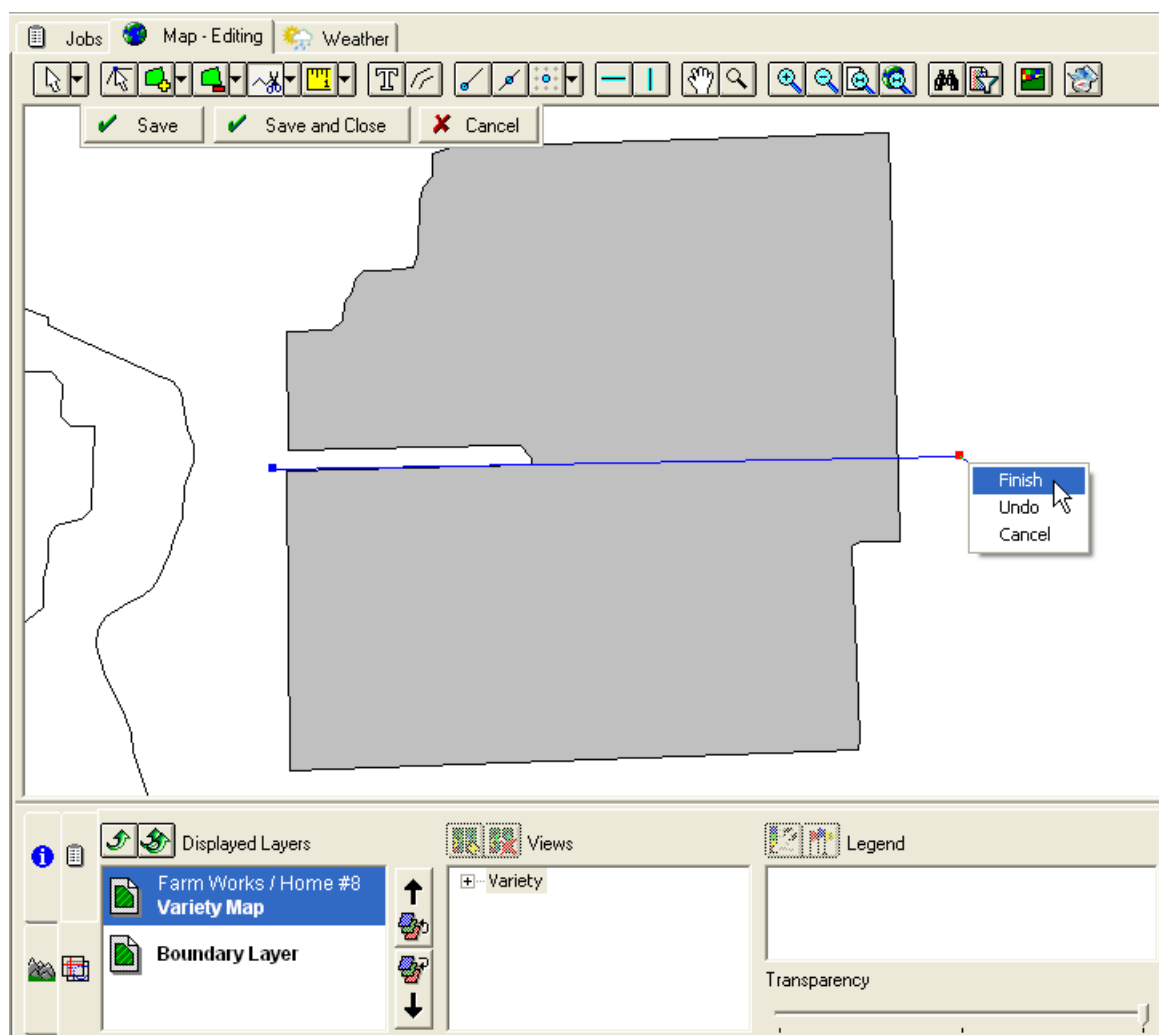 Jobs Map - Editing Weather
Save Save and Close Cancel
Finish
Undo
Cancel
Displayed Layers Views Legend
Farm Works / Home #8
Variety Map
Variety
Boundary Layer
Transparency